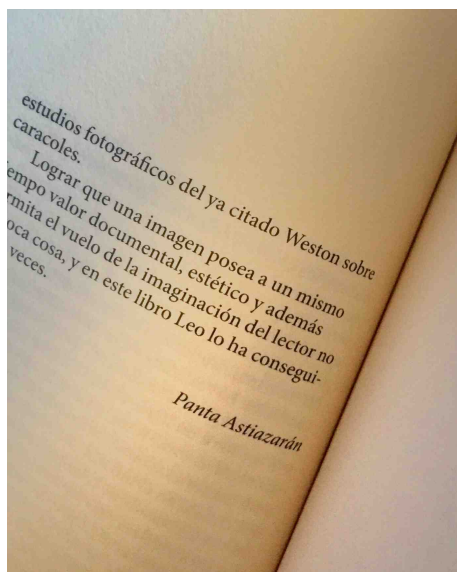 estudios fotográficos del ya citado Weston sobre
caracoles.
Lograr que una imagen posea a un mismo
empo valor documental, estético y además
rmita el vuelo de la imaginación del lector no
oca cosa, y en este libro Leo lo ha consegui-
veces.
Panta Astiazarán